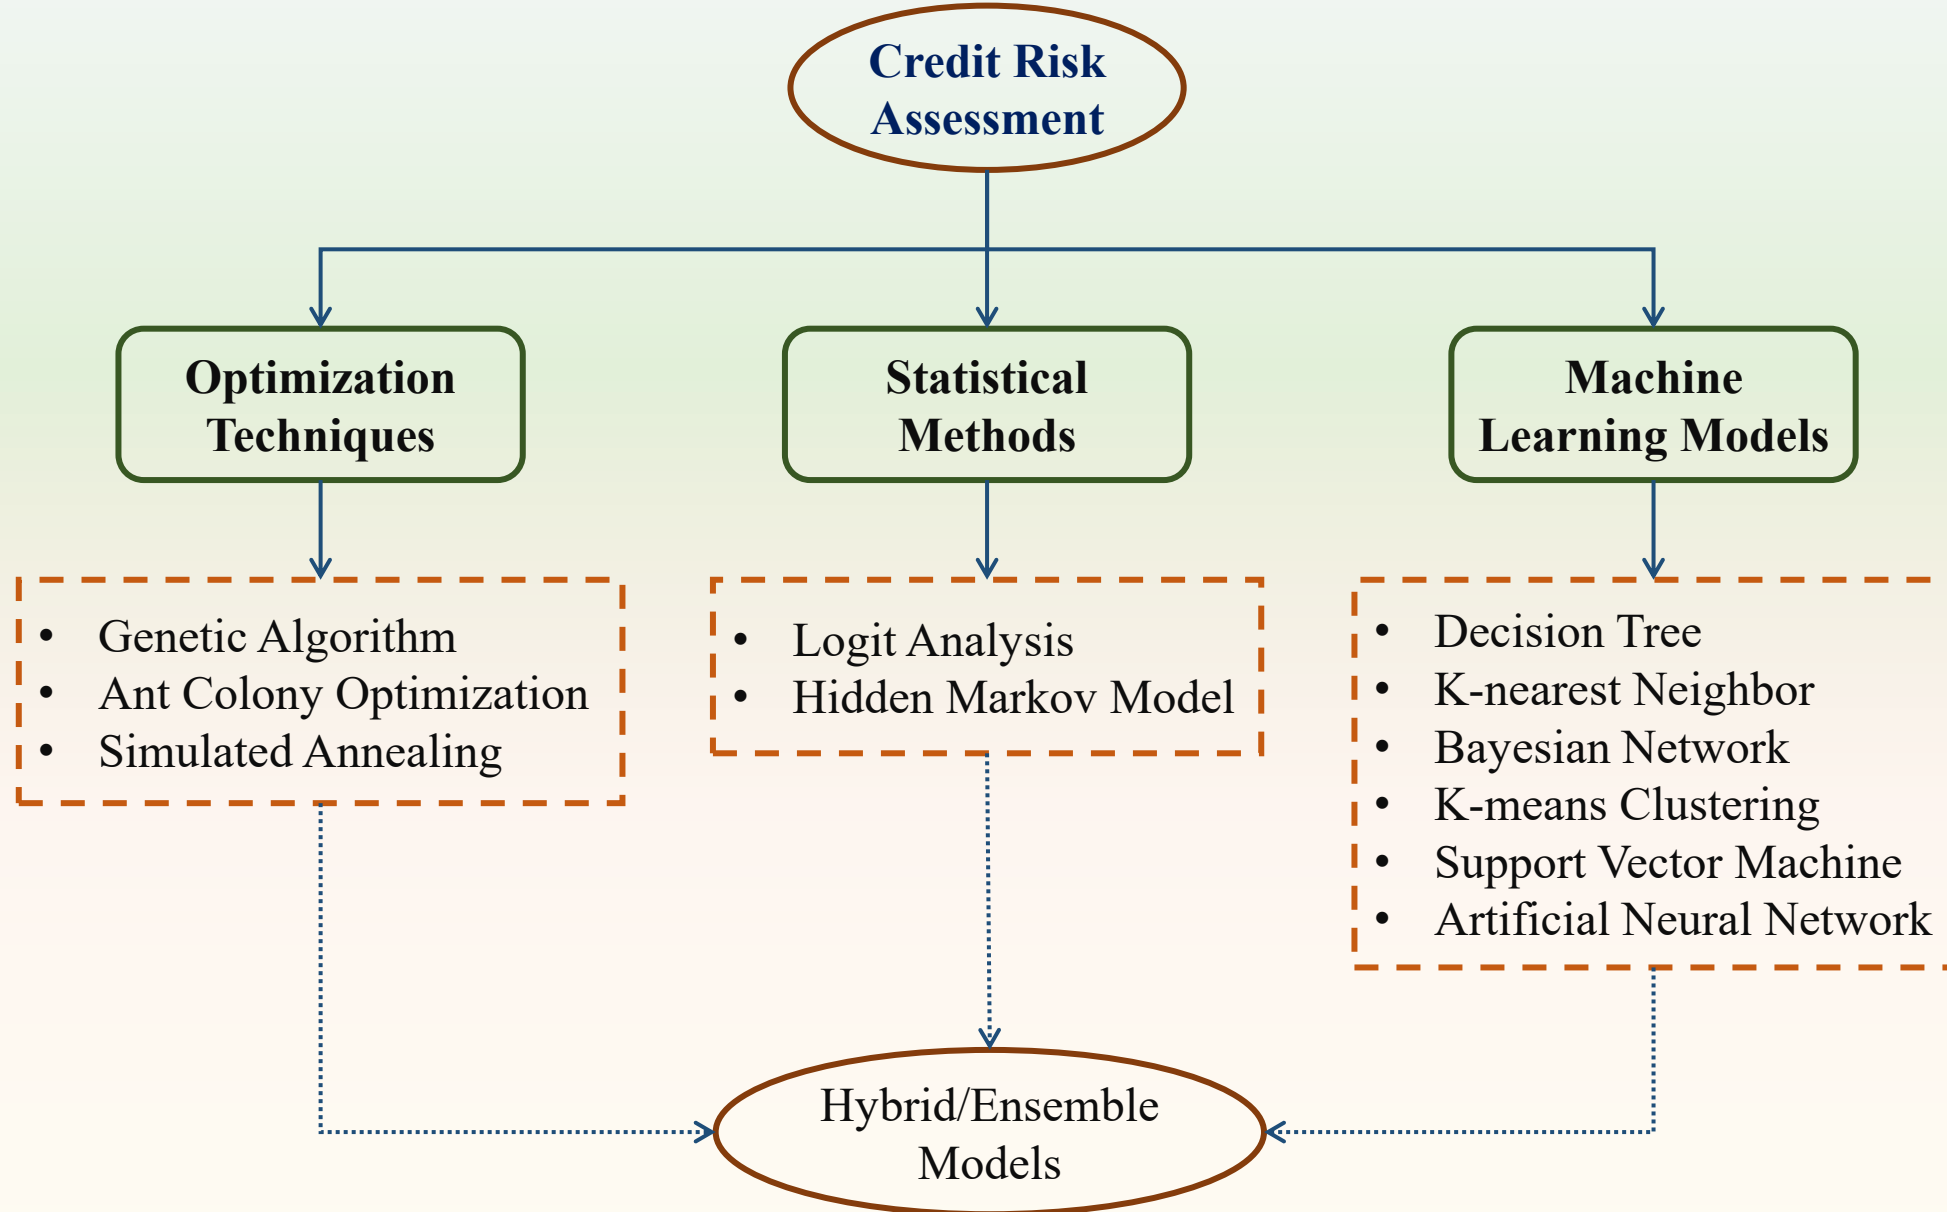 Credit Risk
Assessment
Optimization
Techniques
Statistical
Methods
Machine
Learning Models
• Genetic Algorithm
• Ant Colony Optimization
• Simulated Annealing
• Logit Analysis
• Hidden Markov Model
• Decision Tree
• K-nearest Neighbor
• Bayesian Network
• K-means Clustering
• Support Vector Machine
• Artificial Neural Network
Hybrid/Ensemble
Models